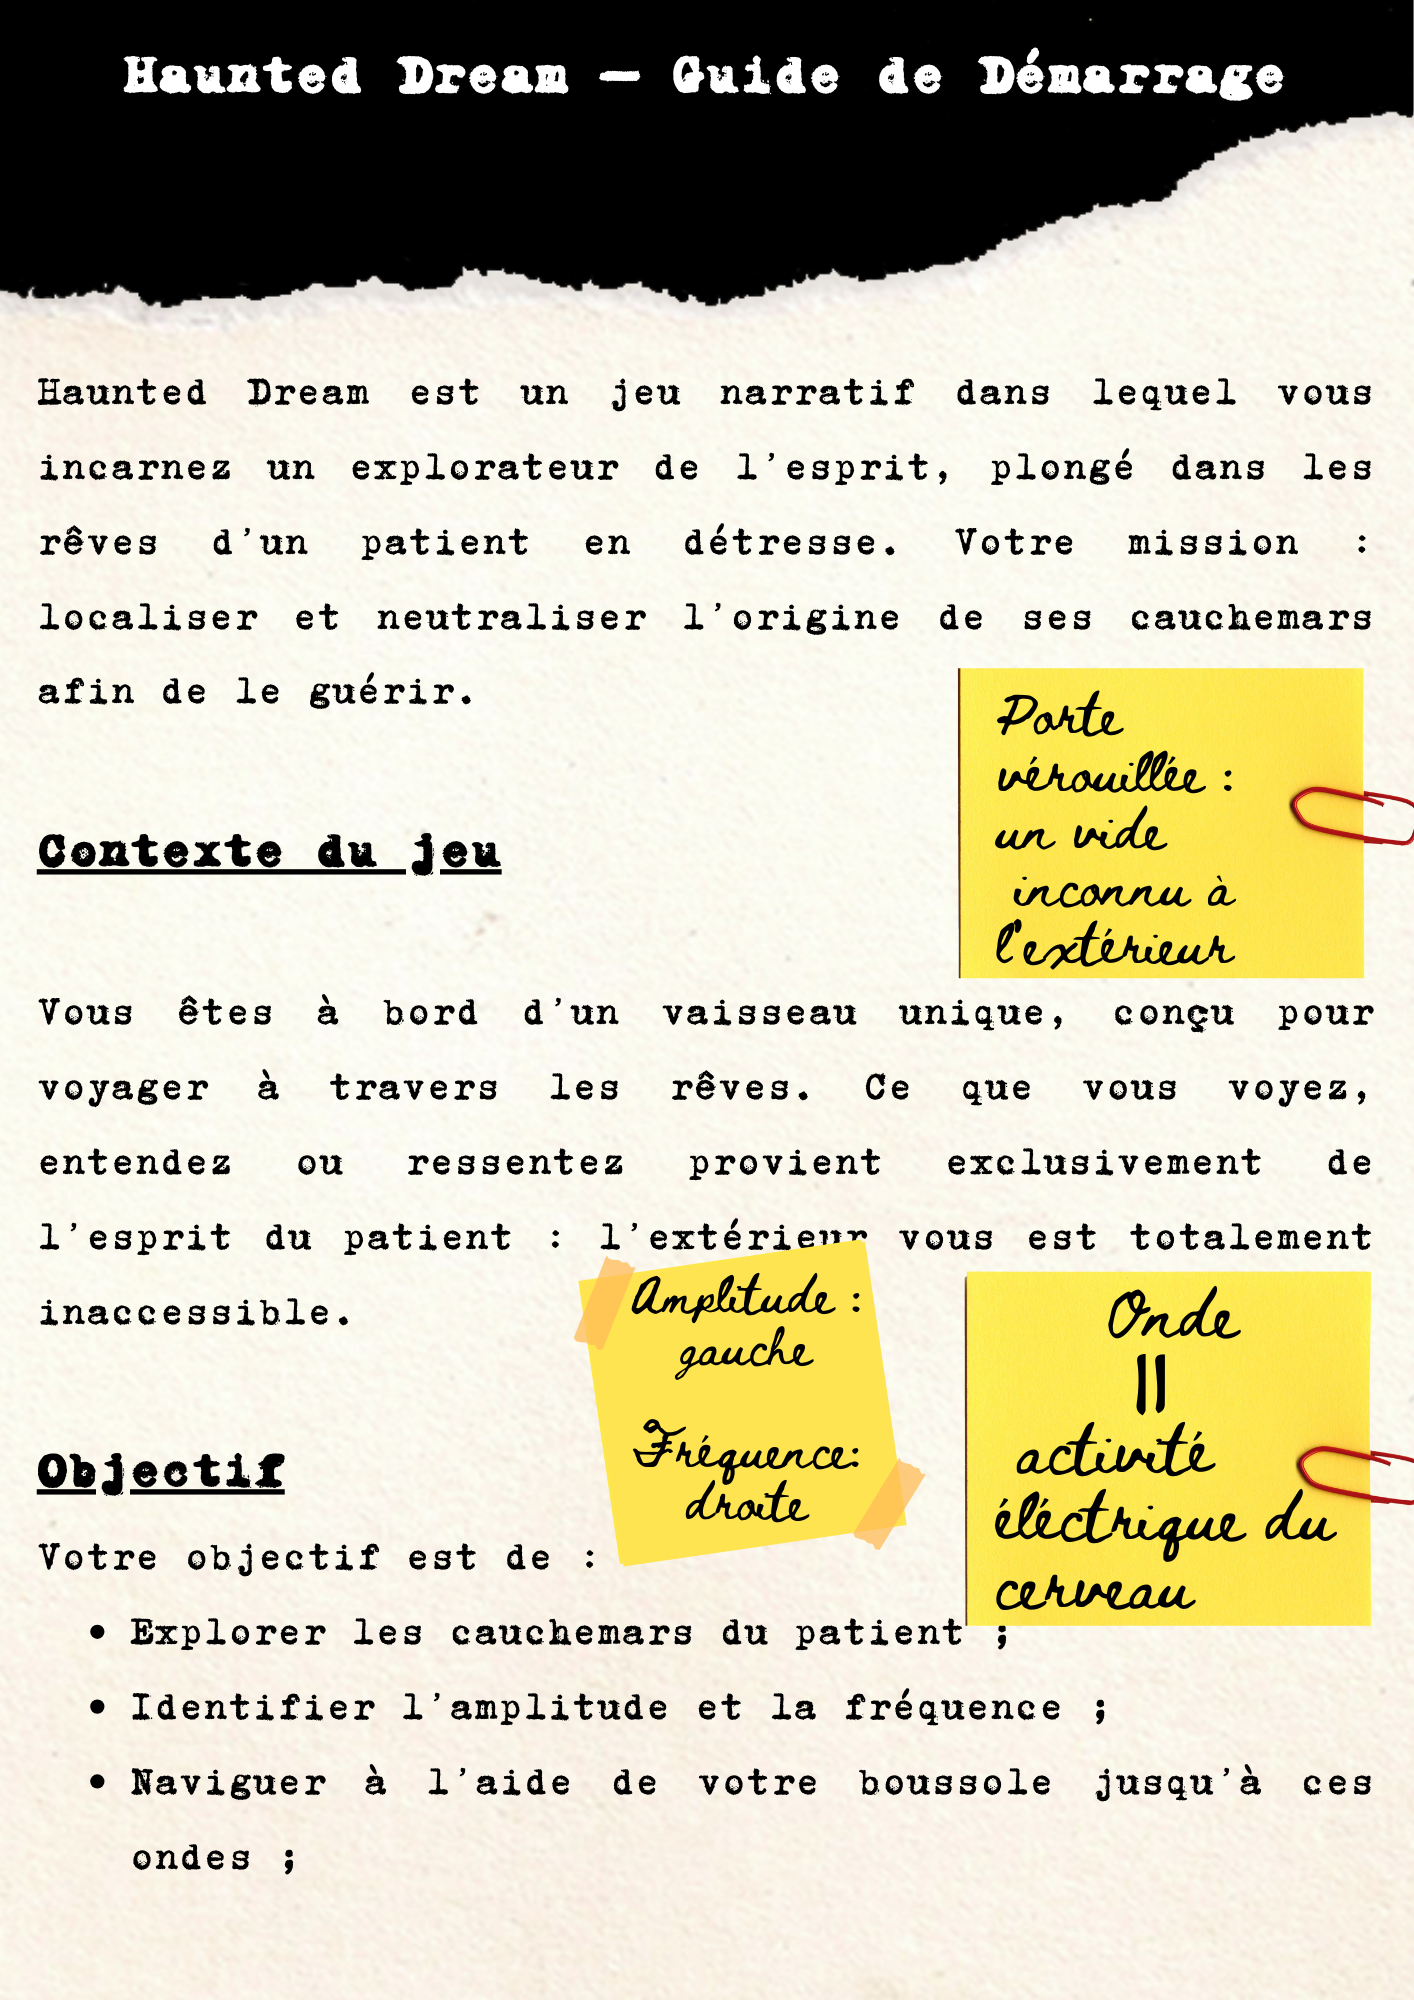 Haunted Dream — Guide de Démarrage
Haunted Dream est un jeu narratif dans lequel vous
incarnez un explorateur de l'esprit, plongé dans les
rêves d'un patient en détresse. Votre mission :
localiser et neutraliser l'origine de ses cauchemars
afin de le guérir.
Porte
vérouillée :
un vide
inconnu à
l'extérieur
Contexte du jeu
Vous êtes à bord d'un vaisseau unique, conçu pour
voyager à travers les rêves. Ce que vous voyez,
entendez ou ressentez provient exclusivement de
l'esprit du patient : l'extérieur vous est totalement
inaccessible.
Amplitude :
gauche
Fréquence:
droite
Onde
=
activité
éléctrique du
cerveau
Objectif
Votre objectif est de :
• Explorer les cauchemars du patient ;
• Identifier l'amplitude et la fréquence ;
• Naviguer à l'aide de votre boussole jusqu'à ces
ondes ;